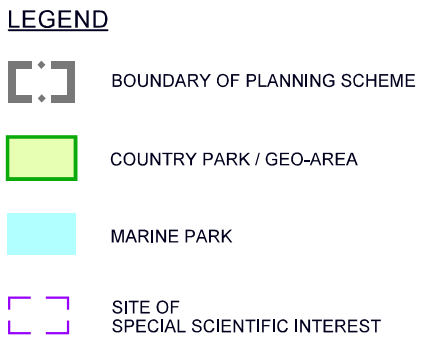 LEGEND
BOUNDARY OF PLANNING SCHEME
COUNTRY PARK / GEO-AREA
MARINE PARK
SITE OF
SPECIAL SCIENTIFIC INTEREST